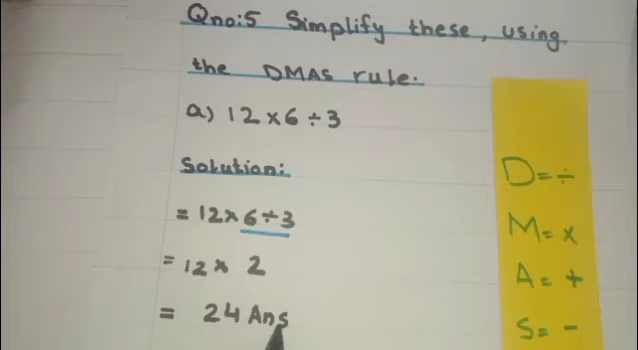 Qno:5 Simplify these, using
the DMAS rule.
a) 12 × 6 ÷ 3
Solution:
= 12 × 6 ÷ 3
= 12 × 2
= 24 Ans
D = ÷
M = ×
A = +
S = -